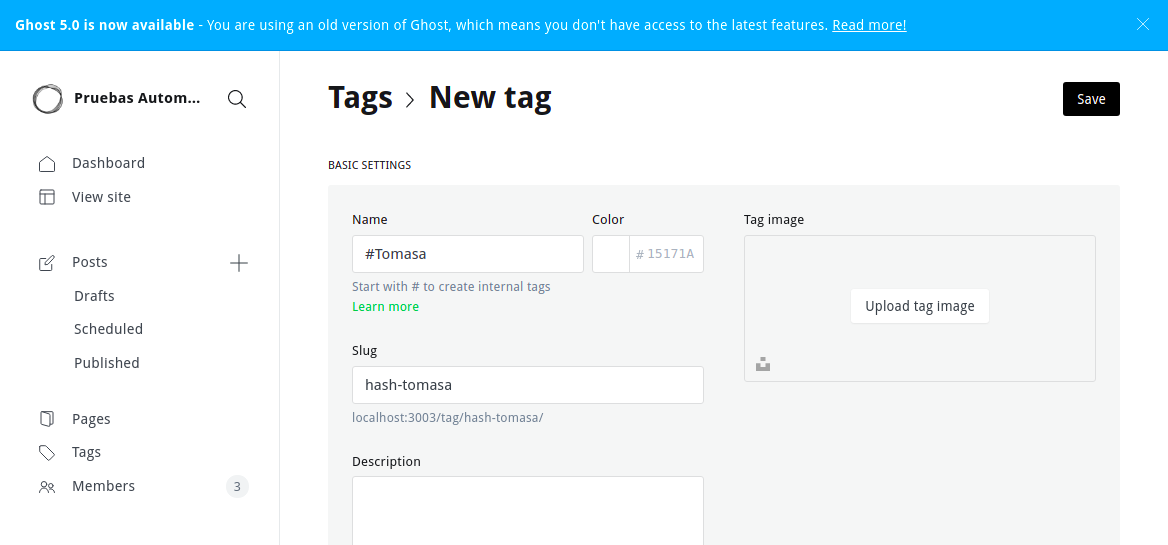 Ghost 5.0 is now available - You are using an old version of Ghost, which means you don't have access to the latest features. Read more!
Pruebas Autom...
Dashboard
View site
Posts
Drafts
Scheduled
Published
Pages
Tags
Members 3
Tags > New tag
Save
BASIC SETTINGS
Name
#Tomasa
Start with # to create internal tags
Learn more
Color
# 15171A
Slug
hash-tomasa
localhost:3003/tag/hash-tomasa/
Description
Tag image
Upload tag image